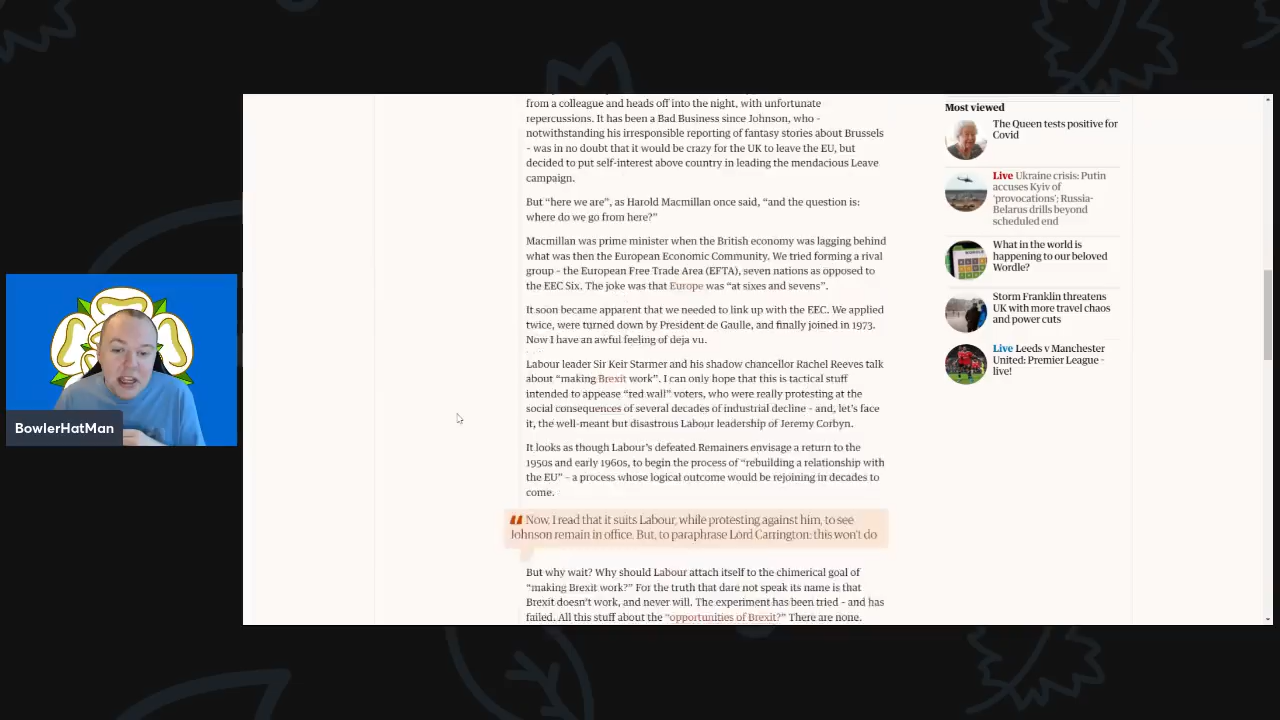 from a colleague and heads off into the night, with unfortunate
repercussions. It has been a Bad Business since Johnson, who -
notwithstanding his irresponsible reporting of fantasy stories about Brussels
- was in no doubt that it would be crazy for the UK to leave the EU, but
decided to put self-interest above country in leading the mendacious Leave
campaign.
But “here we are”, as Harold Macmillan once said, “and the question is:
where do we go from here?”
Macmillan was prime minister when the British economy was lagging behind
what was then the European Economic Community. We tried forming a rival
group - the European Free Trade Area (EFTA), seven nations as opposed to
the EEC Six. The joke was that Europe was “at sixes and sevens”.
It soon became apparent that we needed to link up with the EEC. We applied
twice, were turned down by President de Gaulle, and finally joined in 1973.
Now I have an awful feeling of deja vu.
Labour leader Sir Keir Starmer and his shadow chancellor Rachel Reeves talk
about “making Brexit work”. I can only hope that this is tactical stuff
intended to appease “red wall” voters, who were really protesting at the
social consequences of several decades of industrial decline - and, let’s face
it, the well-meant but disastrous Labour leadership of Jeremy Corbyn.
It looks as though Labour’s defeated Remainers envisage a return to the
1950s and early 1960s, to begin the process of “rebuilding a relationship with
the EU” - a process whose logical outcome would be rejoining in decades to
come.
Now, I read that it suits Labour, while protesting against him, to see
Johnson remain in office. But, to paraphrase Lord Carrington: this won’t do
But why wait? Why should Labour attach itself to the chimerical goal of
“making Brexit work?” For the truth that dare not speak its name is that
Brexit doesn’t work, and never will. The experiment has been tried - and has
failed. All this stuff about the “opportunities of Brexit?” There are none.
Most viewed
The Queen tests positive for
Covid
Live Ukraine crisis: Putin
accuses Kyiv of
‘provocations’; Russia-
Belarus drills beyond
scheduled end
What in the world is
happening to our beloved
Wordle?
Storm Franklin threatens
UK with more travel chaos
and power cuts
Live Leeds v Manchester
United: Premier League -
live!
BowlerHatMan